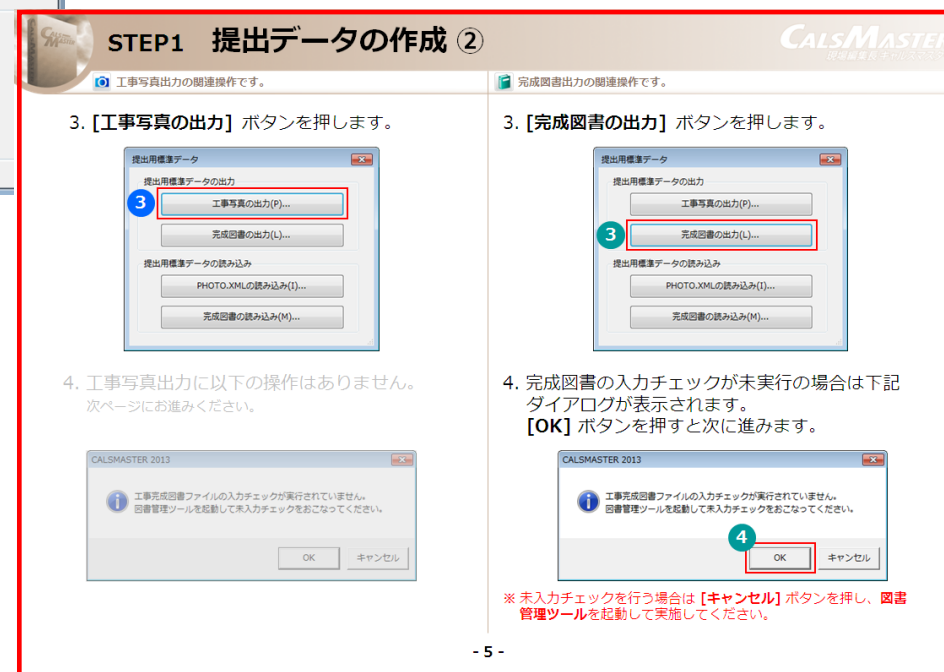 CALSMASTER
STEP1 提出データの作成 ②
CALSMASTER
工事写真出力の関連操作です。
3. [工事写真の出力] ボタンを押します。
提出用標準データ
提出用標準データの出力
3
工事写真の出力(P)...
完成図書の出力(L)...
提出用標準データの読み込み
PHOTO.XMLの読み込み(I)...
完成図書の読み込み(M)...
4. 工事写真出力に以下の操作はありません。
次ページにお進みください。
CALSMASTER 2013
工事完成図書ファイルの入力チェックが実行されていません。
図書管理ツールを起動して未入力チェックをおこなってください。
OK キャンセル
完成図書出力の関連操作です。
3. [完成図書の出力] ボタンを押します。
提出用標準データ
提出用標準データの出力
工事写真の出力(P)...
3
完成図書の出力(L)...
提出用標準データの読み込み
PHOTO.XMLの読み込み(I)...
完成図書の読み込み(M)...
4. 完成図書の入力チェックが未実行の場合は下記
ダイアログが表示されます。
[OK] ボタンを押すと次に進みます。
CALSMASTER 2013
工事完成図書ファイルの入力チェックが実行されていません。
図書管理ツールを起動して未入力チェックをおこなってください。
4
OK キャンセル
※ 未入力チェックを行う場合は [キャンセル] ボタンを押し、図書
管理ツールを起動して実施してください。
- 5 -